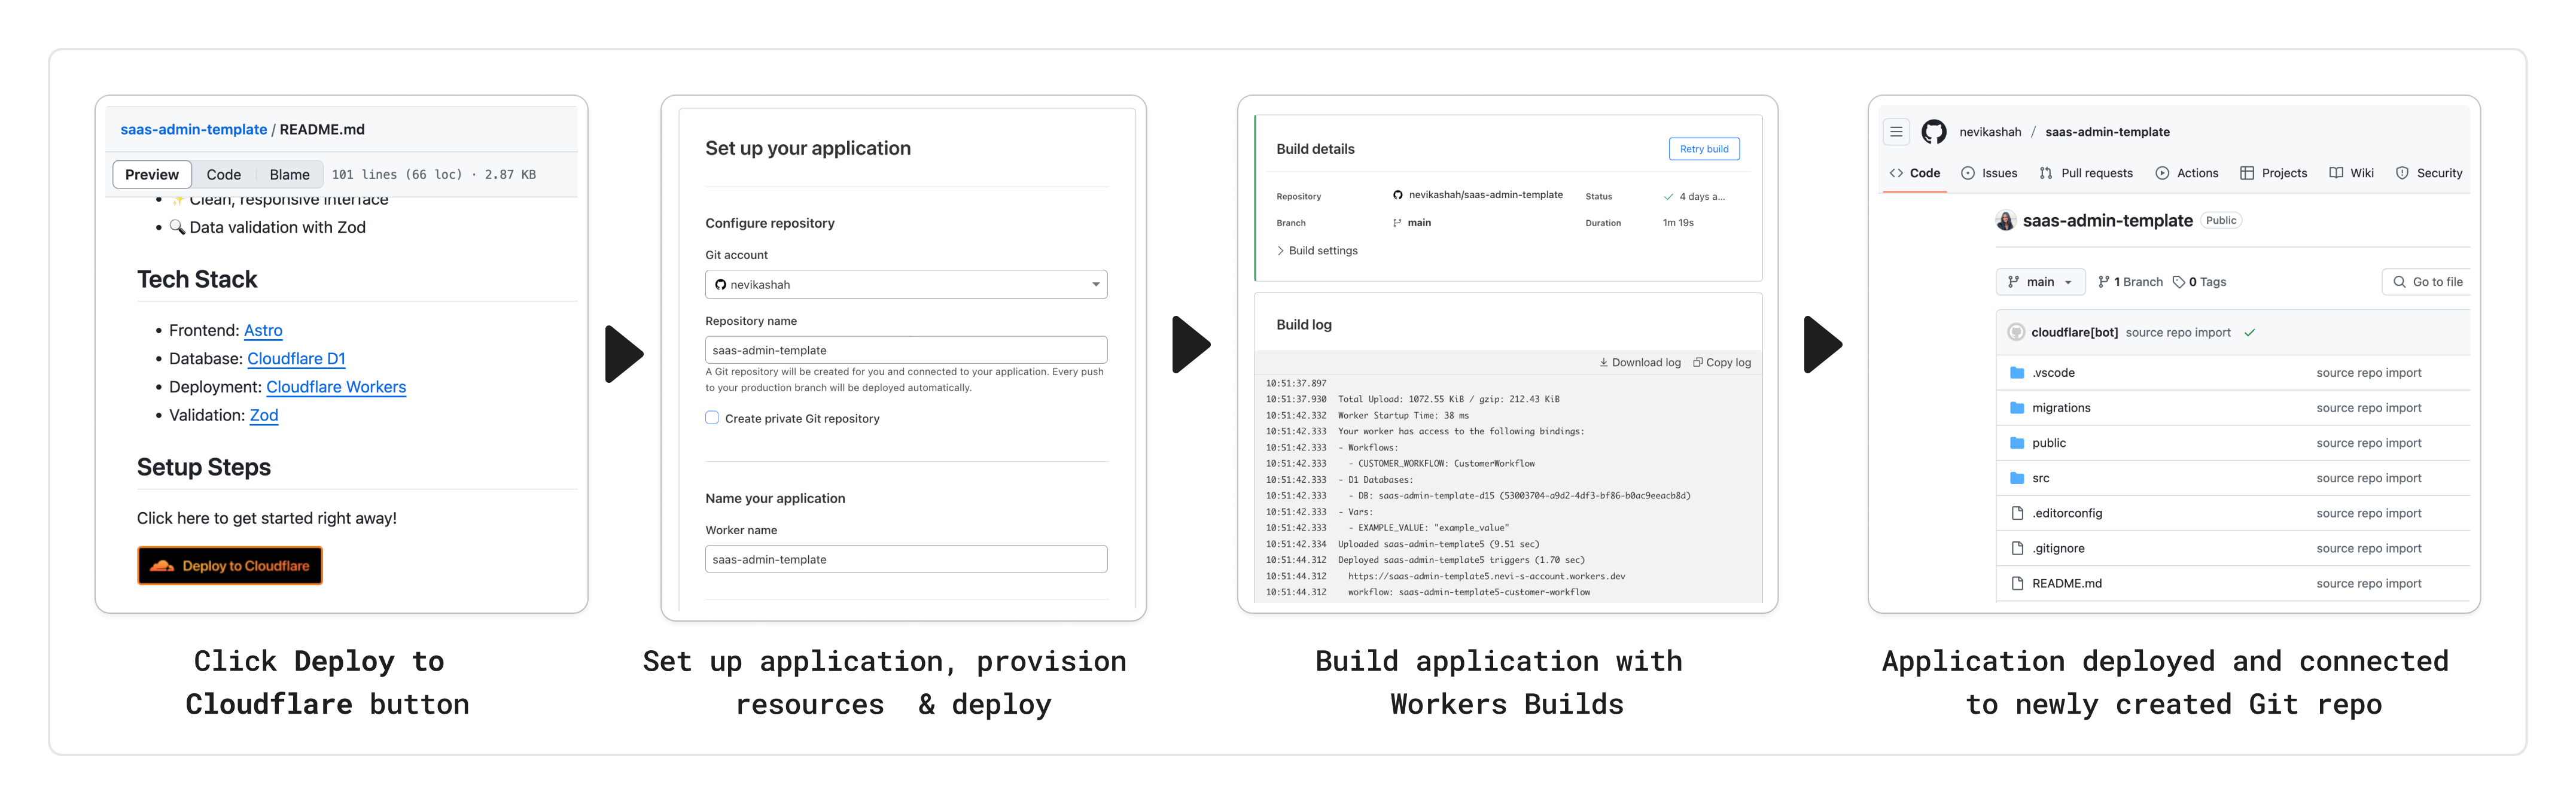 saas-admin-template / README.md
Preview Code Blame 101 lines (66 loc) · 2.87 KB
• ✨ Clean, responsive interface
• 🔍 Data validation with Zod
Tech Stack
• Frontend: Astro
• Database: Cloudflare D1
• Deployment: Cloudflare Workers
• Validation: Zod
Setup Steps
Click here to get started right away!
Deploy to Cloudflare
Click Deploy to
Cloudflare button
Set up your application
Configure repository
Git account
nevikashah
Repository name
saas-admin-template
A Git repository will be created for you and connected to your application. Every push
to your production branch will be deployed automatically.
Create private Git repository
Name your application
Worker name
saas-admin-template
Set up application, provision
resources & deploy
Build details
Retry build
Repository nevikashah/saas-admin-template Status 4 days a...
Branch main Duration 1m 19s
Build settings
Build log
Download log Copy log
10:51:37.897
10:51:37.930 Total Upload: 1072.55 KiB / gzip: 212.43 KiB
10:51:42.332 Worker Startup Time: 38 ms
10:51:42.333 Your worker has access to the following bindings:
10:51:42.333 - Workflows:
10:51:42.333 - CUSTOMER_WORKFLOW: CustomerWorkflow
10:51:42.333 - D1 Databases:
10:51:42.333 - DB: saas-admin-template-d15 (53003704-a9d2-4df3-bf86-b0ac9eeacb8d)
10:51:42.333 - Vars:
10:51:42.333 - EXAMPLE_VALUE: "example_value"
10:51:42.334 Uploaded saas-admin-template5 (9.51 sec)
10:51:44.312 Deployed saas-admin-template5 triggers (1.70 sec)
10:51:44.312 https://saas-admin-template5.nevi-s-account.workers.dev
10:51:44.312 workflow: saas-admin-template5-customer-workflow
Build application with
Workers Builds
nevikashah / saas-admin-template
Code Issues Pull requests Actions Projects Wiki Security
saas-admin-template Public
main 1 Branch 0 Tags Go to file
cloudflare[bot] source repo import
.vscode source repo import
migrations source repo import
public source repo import
src source repo import
.editorconfig source repo import
.gitignore source repo import
README.md source repo import
Application deployed and connected
to newly created Git repo